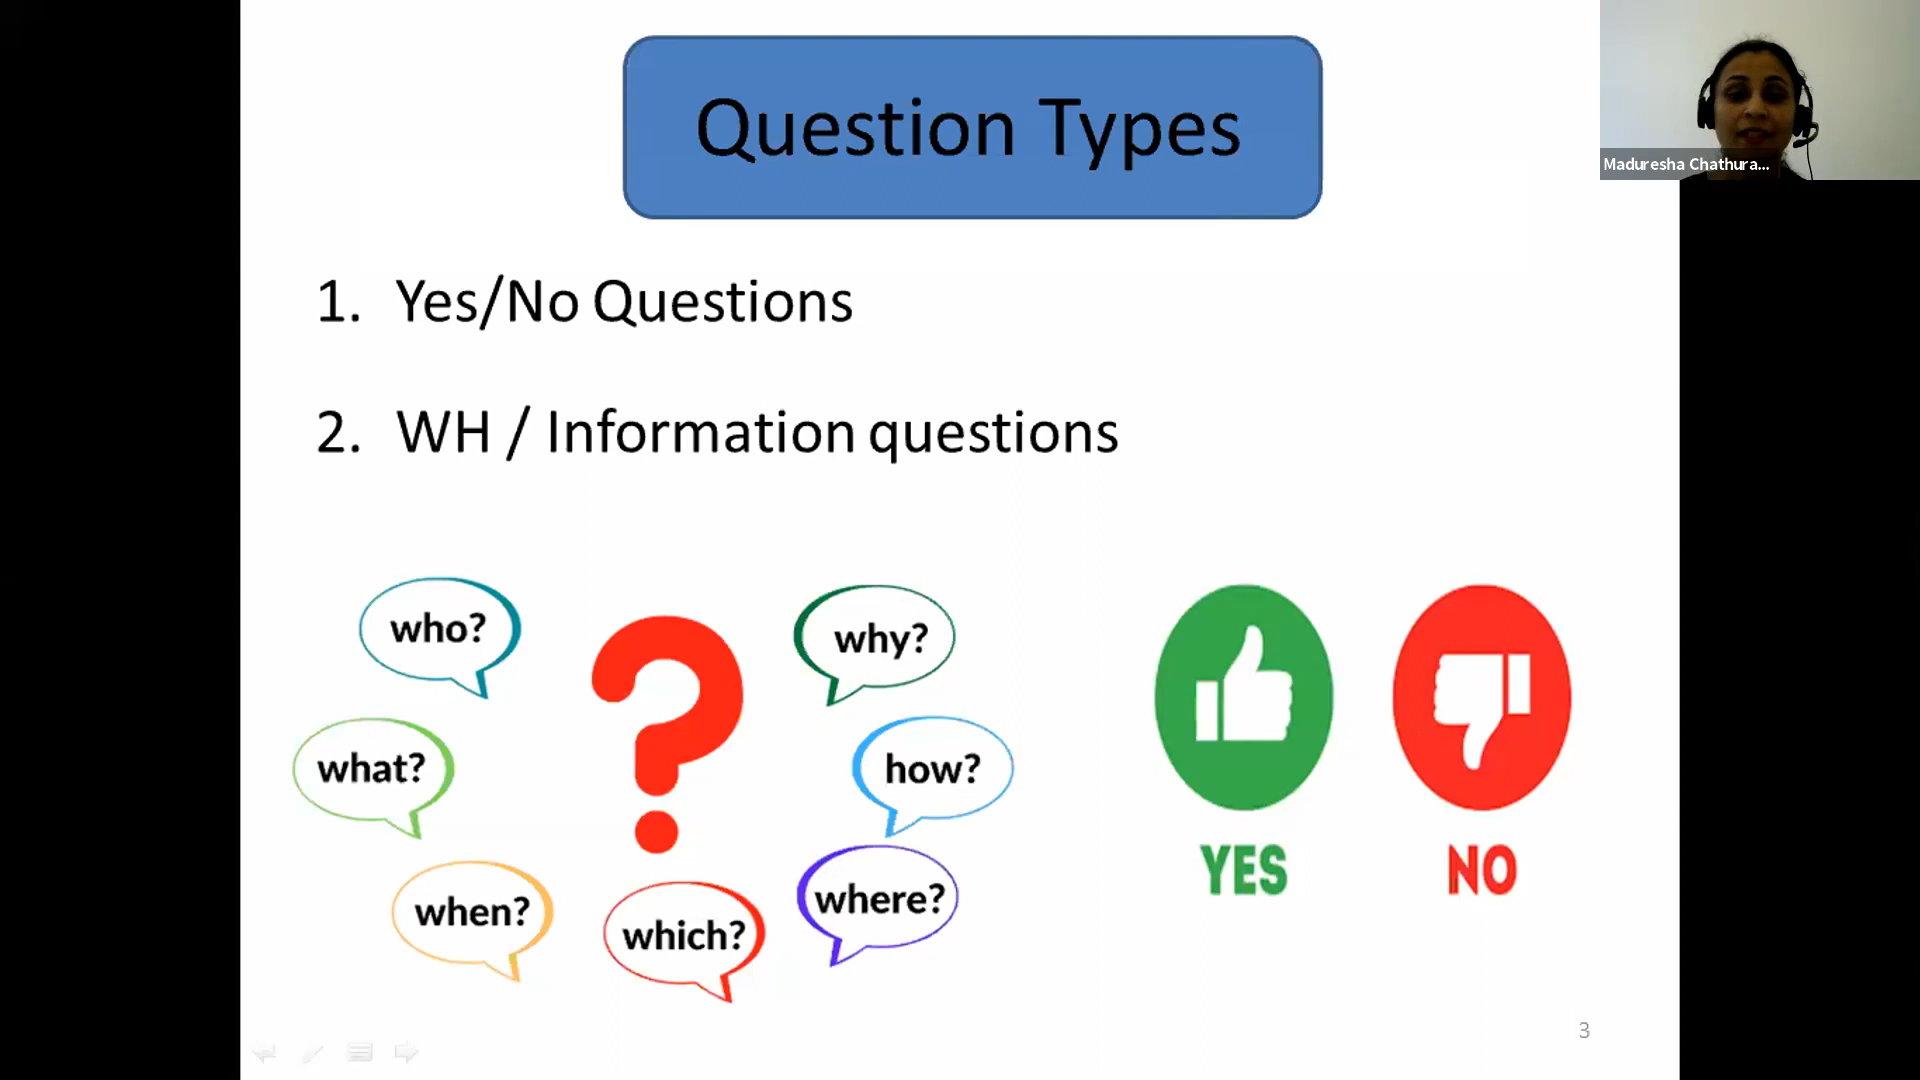 Question Types
Maduresha Chathura...
1. Yes/No Questions
2. WH / Information questions
who?
why?
what?
how?
when?
which?
where?
YES
NO
3